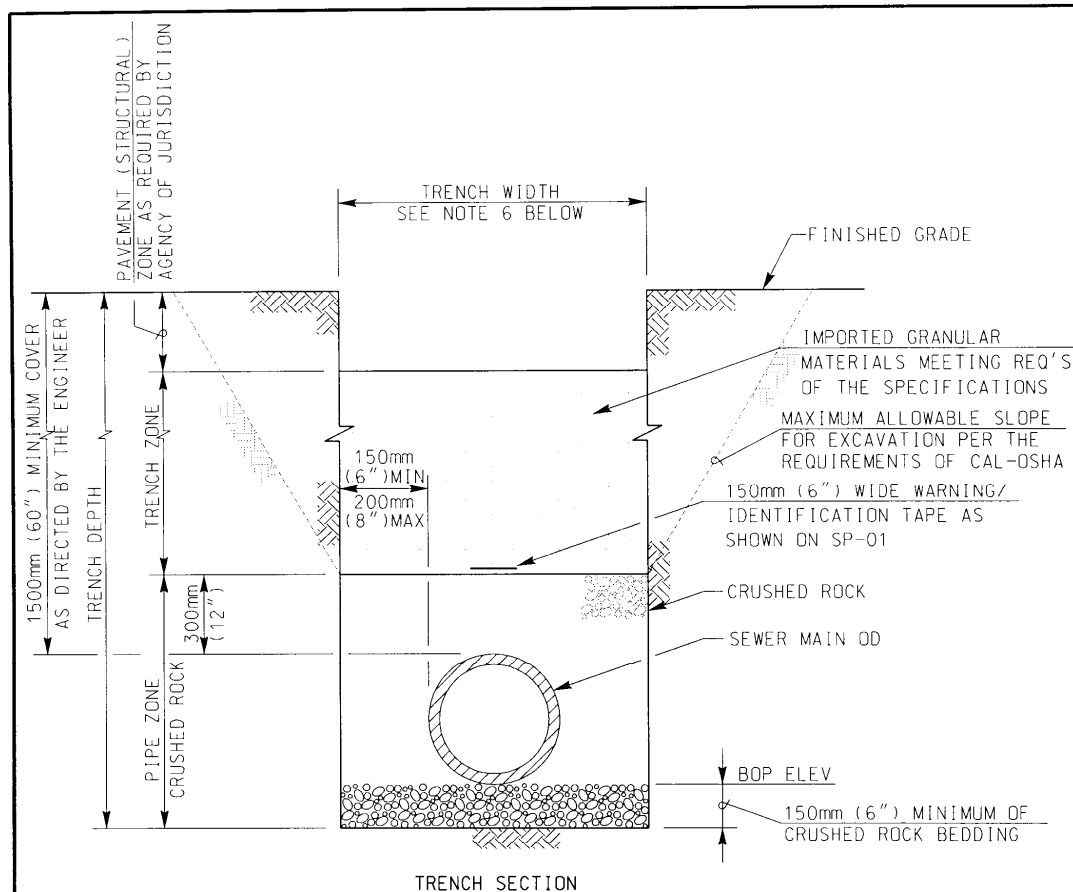 PAVEMENT (STRUCTURAL)
ZONE AS REQUIRED BY
AGENCY OF JURISDICTION
TRENCH WIDTH
SEE NOTE 6 BELOW
FINISHED GRADE
1500mm (60") MINIMUM COVER
AS DIRECTED BY THE ENGINEER
TRENCH DEPTH
TRENCH ZONE
IMPORTED GRANULAR
MATERIALS MEETING REQ'S
OF THE SPECIFICATIONS
MAXIMUM ALLOWABLE SLOPE
FOR EXCAVATION PER THE
REQUIREMENTS OF CAL-OSHA
150mm
(6")MIN
200mm
(8")MAX
150mm (6") WIDE WARNING/
IDENTIFICATION TAPE AS
SHOWN ON SP-01
300mm
(12")
CRUSHED ROCK
SEWER MAIN OD
PIPE ZONE
CRUSHED ROCK
BOP ELEV
150mm (6") MINIMUM OF
CRUSHED ROCK BEDDING
TRENCH SECTION